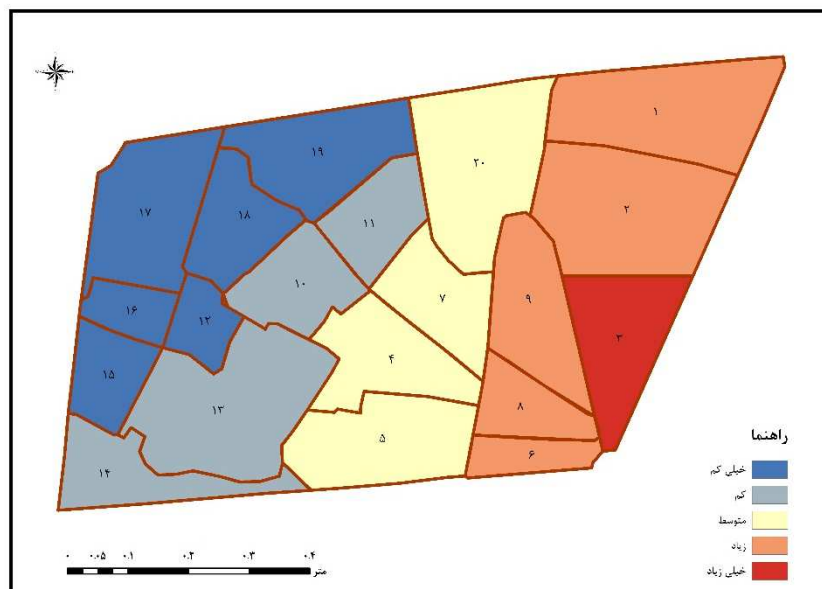 ۱
۱۹
۲۰
۲
۱۷
۱۸
۱۱
۱۰
۷
۹
۱۶
۱۲
۳
۴
۱۵
۱۳
۸
۵
۶
۱۴
راهنما
خیلی کم
کم
متوسط
زیاد
خیلی زیاد
۰ ۰.۰۵ ۰.۱ ۰.۲ ۰.۳ ۰.۴
متر